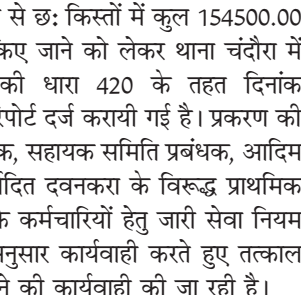 से छः किस्तों में कुल 154500.00
किए जाने को लेकर थाना चंदौरा में
की धारा 420 के तहत दिनांक
रिपोर्ट दर्ज करायी गई है। प्रकरण की
सहायक समिति प्रबंधक, आदिम
दवनकरा के विरूद्ध प्राथमिक
कर्मचारियों हेतु जारी सेवा नियम
अनुसार कार्यवाही करते हुए तत्काल
की कार्यवाही की जा रही है।